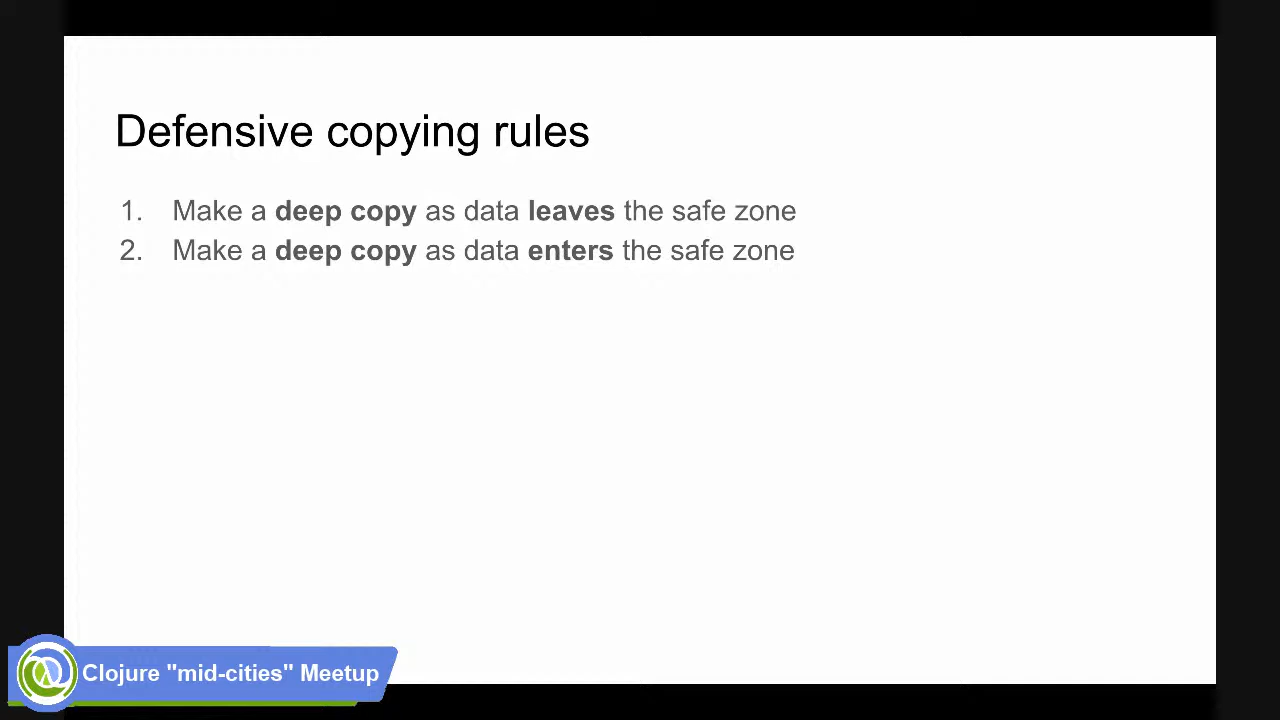 Defensive copying rules
1. Make a deep copy as data leaves the safe zone
2. Make a deep copy as data enters the safe zone
Clojure "mid-cities" Meetup